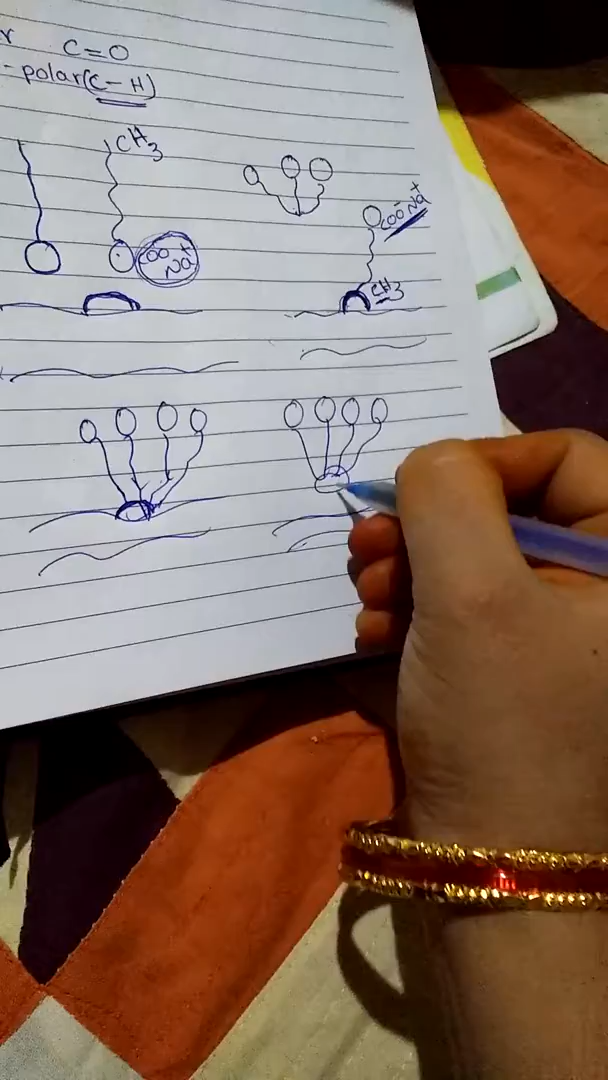 r C=O
-polar (C-H)
CH3
COO⁻Na⁺
COO⁻Na⁺
CH3